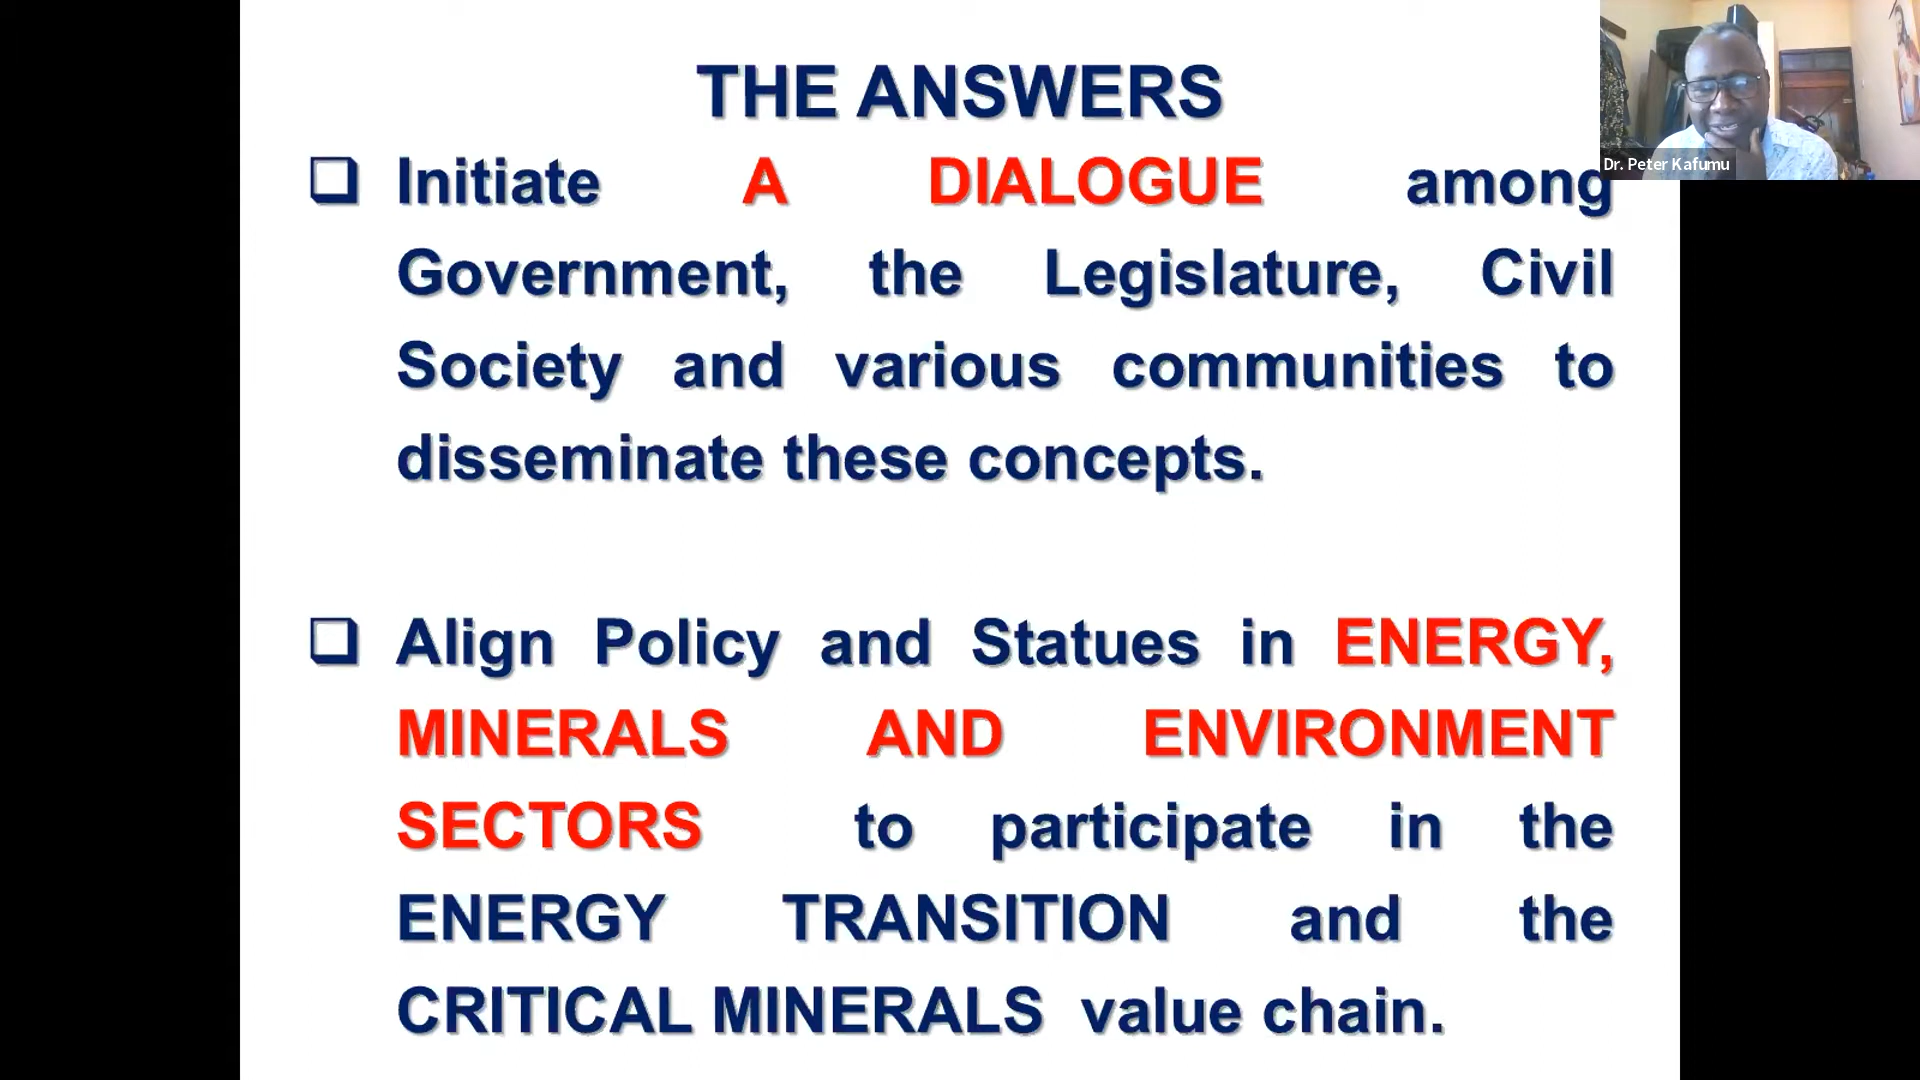 THE ANSWERS
❑ Initiate A DIALOGUE among
Government, the Legislature, Civil
Society and various communities to
disseminate these concepts.
❑ Align Policy and Statues in ENERGY,
MINERALS AND ENVIRONMENT
SECTORS to participate in the
ENERGY TRANSITION and the
CRITICAL MINERALS value chain.
Dr. Peter Kafumu